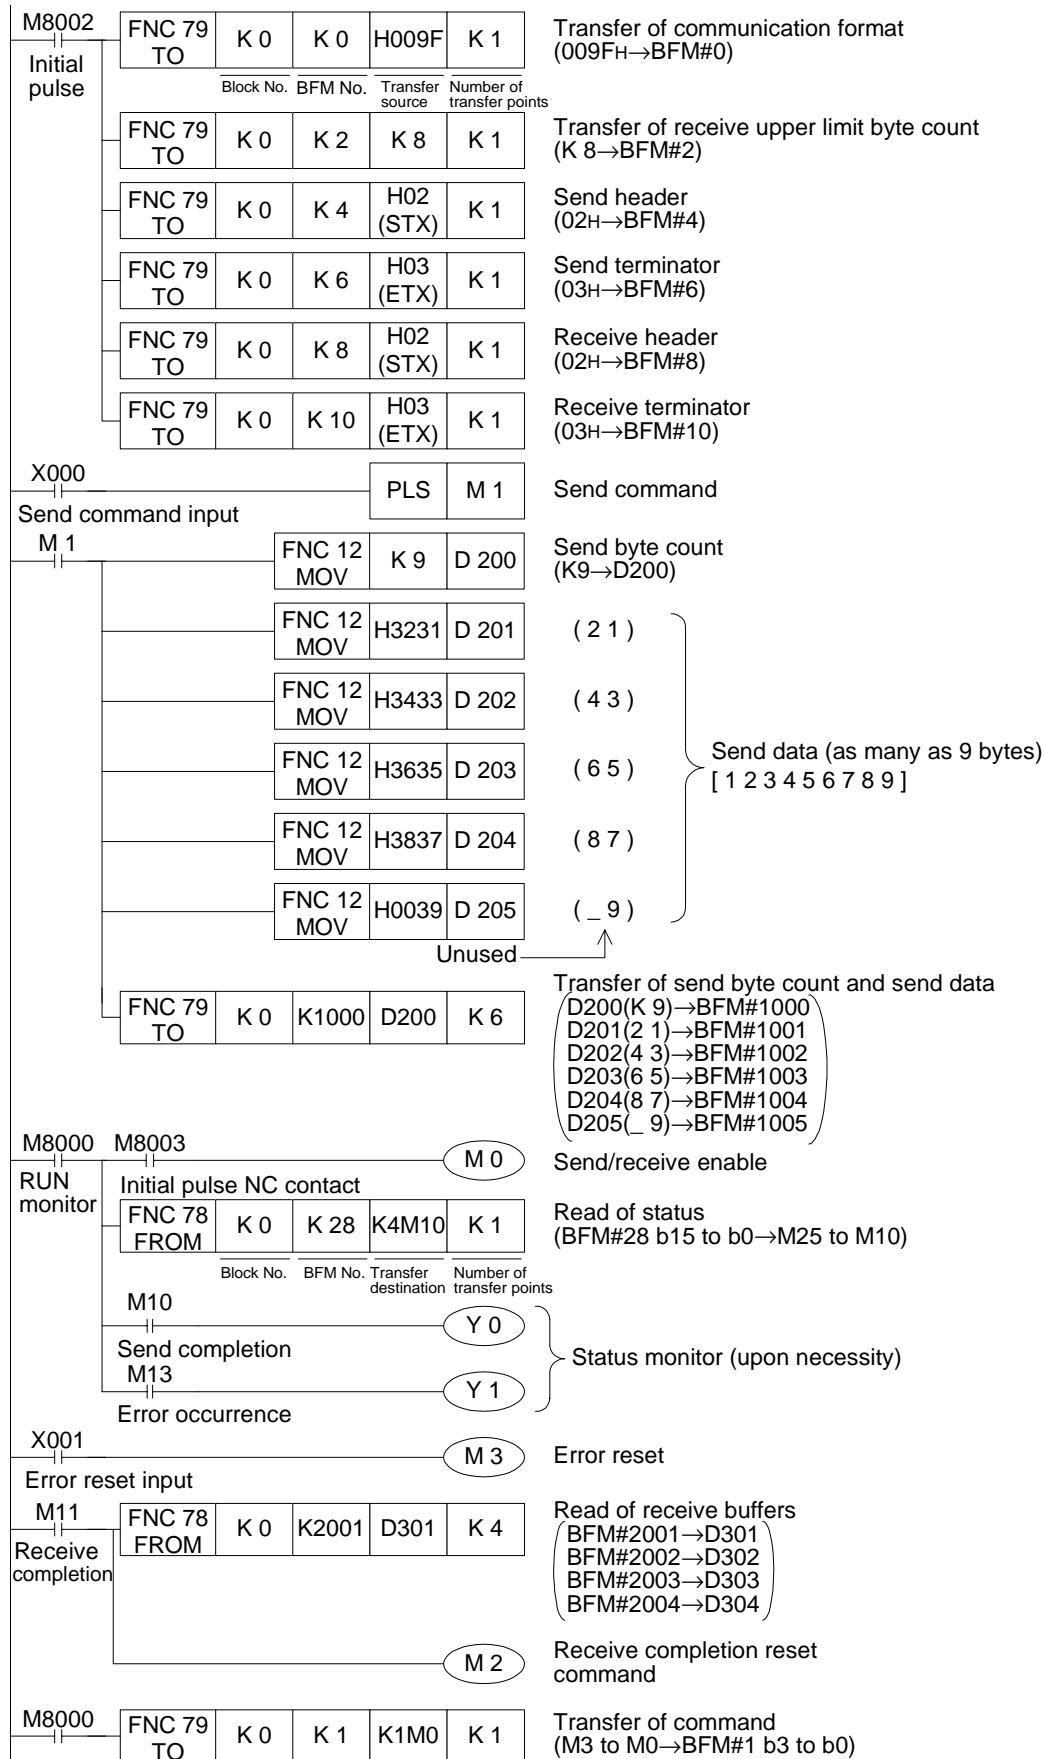 M8002
Initial pulse
FNC 79 TO K 0 K 0 H009F K 1
Transfer of communication format
(009FH→BFM#0)
Block No. BFM No. Transfer source Number of transfer points
FNC 79 TO K 0 K 2 K 8 K 1
Transfer of receive upper limit byte count
(K 8→BFM#2)
FNC 79 TO K 0 K 4 H02 (STX) K 1
Send header
(02H→BFM#4)
FNC 79 TO K 0 K 6 H03 (ETX) K 1
Send terminator
(03H→BFM#6)
FNC 79 TO K 0 K 8 H02 (STX) K 1
Receive header
(02H→BFM#8)
FNC 79 TO K 0 K 10 H03 (ETX) K 1
Receive terminator
(03H→BFM#10)
X000
PLS M 1 Send command
Send command input
M 1
FNC 12 MOV K 9 D 200
Send byte count
(K9→D200)
FNC 12 MOV H3231 D 201 ( 2 1 )
FNC 12 MOV H3433 D 202 ( 4 3 )
FNC 12 MOV H3635 D 203 ( 6 5 )
Send data (as many as 9 bytes)
[ 1 2 3 4 5 6 7 8 9 ]
FNC 12 MOV H3837 D 204 ( 8 7 )
FNC 12 MOV H0039 D 205 ( _ 9 )
Unused
Transfer of send byte count and send data
FNC 79 TO K 0 K1000 D200 K 6
D200(K 9)→BFM#1000
D201(2 1)→BFM#1001
D202(4 3)→BFM#1002
D203(6 5)→BFM#1003
D204(8 7)→BFM#1004
D205(_ 9)→BFM#1005
M8000 M8003
M 0 Send/receive enable
RUN monitor
Initial pulse NC contact
FNC 78 FROM K 0 K 28 K4M10 K 1
Read of status
(BFM#28 b15 to b0→M25 to M10)
Block No. BFM No. Transfer destination Number of transfer points
M10
Y 0
Send completion
Status monitor (upon necessity)
M13
Y 1
Error occurrence
X001
M 3 Error reset
Error reset input
M11
Receive completion
FNC 78 FROM K 0 K2001 D301 K 4
Read of receive buffers
BFM#2001→D301
BFM#2002→D302
BFM#2003→D303
BFM#2004→D304
M 2
Receive completion reset
command
M8000
FNC 79 TO K 0 K 1 K1M0 K 1
Transfer of command
(M3 to M0→BFM#1 b3 to b0)